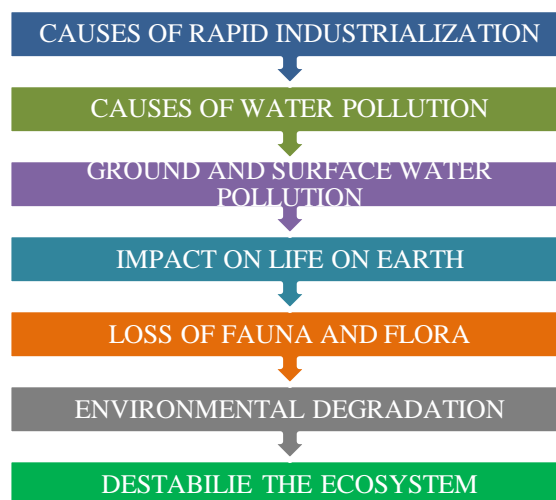 CAUSES OF RAPID INDUSTRIALIZATION
CAUSES OF WATER POLLUTION
GROUND AND SURFACE WATER
POLLUTION
IMPACT ON LIFE ON EARTH
LOSS OF FAUNA AND FLORA
ENVIRONMENTAL DEGRADATION
DESTABILIE THE ECOSYSTEM